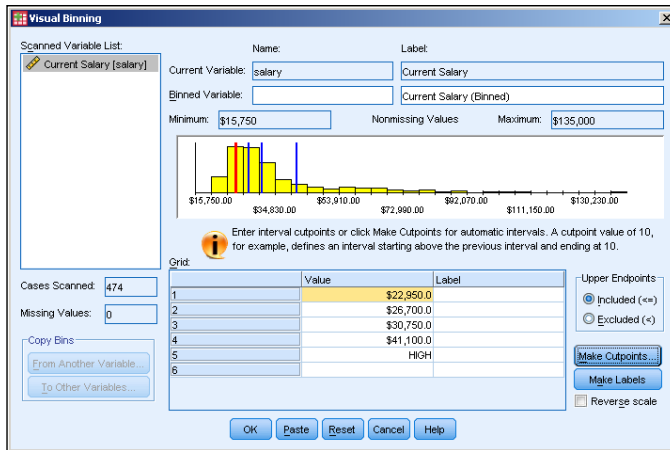 Visual Binning
Scanned Variable List:
Current Salary [salary]
Name:
Label:
Current Variable:
salary
Current Salary
Binned Variable:
Current Salary (Binned)
Minimum:
$15,750
Nonmissing Values
Maximum:
$135,000
$15,750.00
$34,830.00
$53,910.00
$72,990.00
$92,070.00
$111,150.00
$130,230.00
Enter interval cutpoints or click Make Cutpoints for automatic intervals. A cutpoint value of 10,
for example, defines an interval starting above the previous interval and ending at 10.
Grid:
Value
Label
1
$22,950.0
2
$26,700.0
3
$30,750.0
4
$41,100.0
5
HIGH
6
Cases Scanned:
474
Missing Values:
0
Copy Bins
From Another Variable...
To Other Variables...
Upper Endpoints
Included (<=)
Excluded (<)
Make Cutpoints...
Make Labels
Reverse scale
OK
Paste
Reset
Cancel
Help